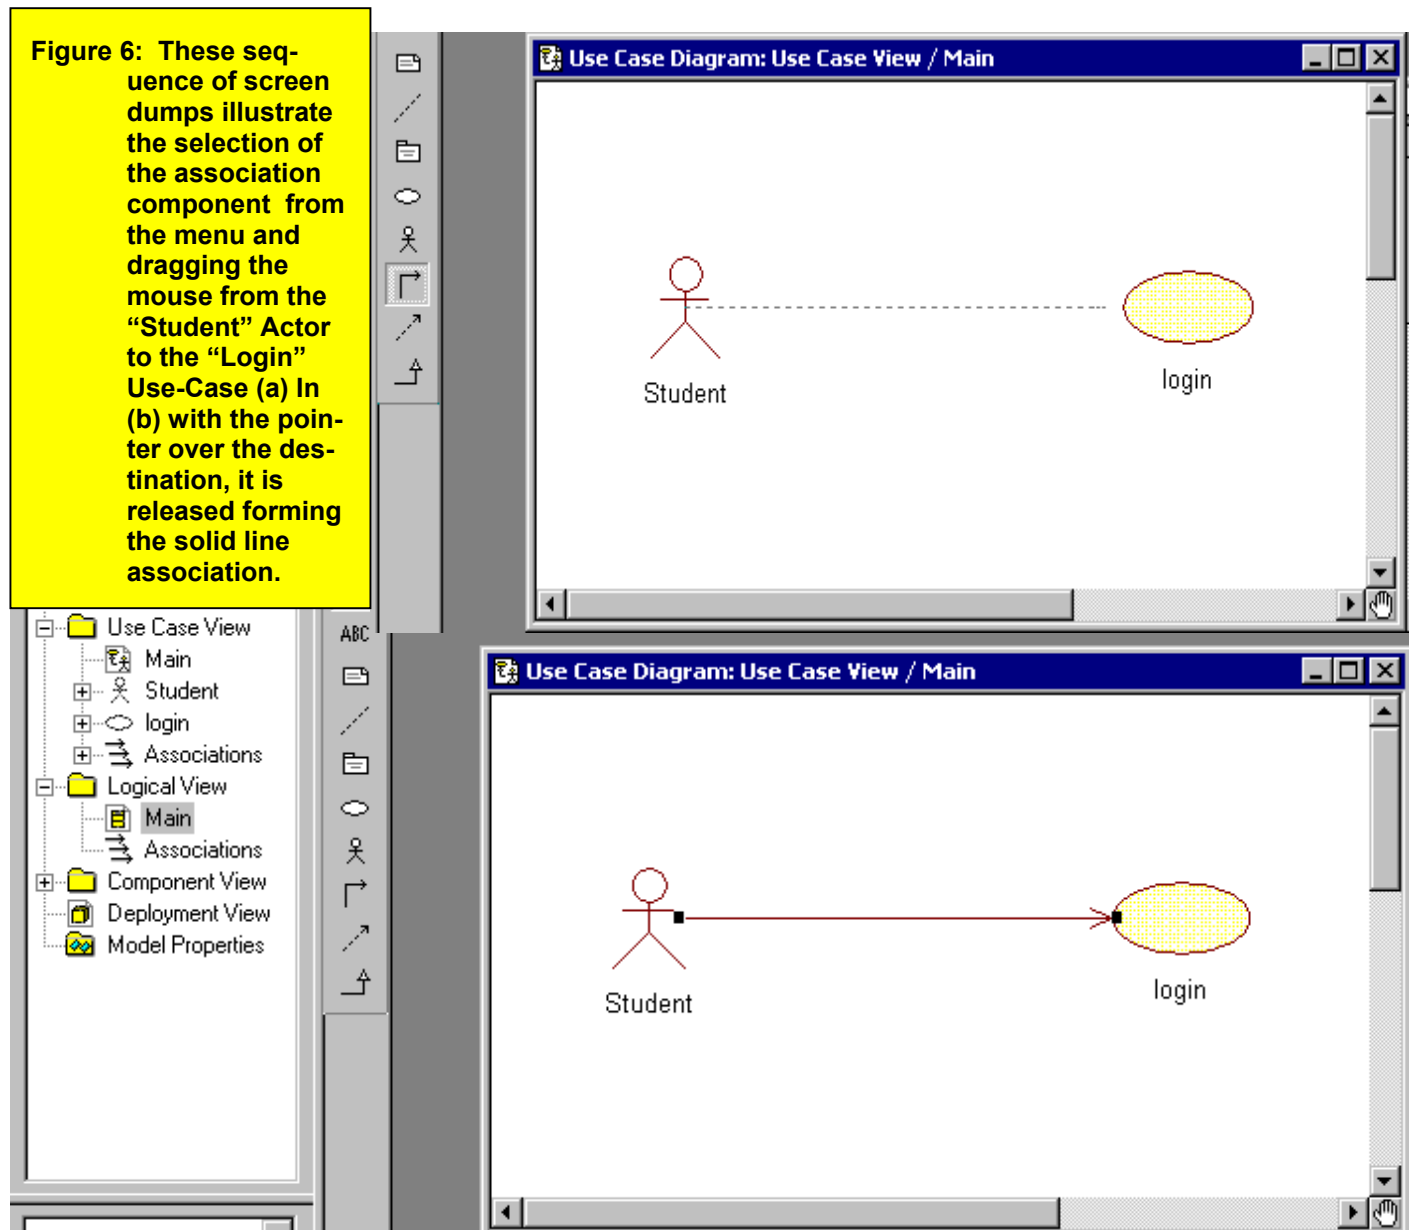 Figure 6:  These seq-
uence of screen
dumps illustrate
the selection of
the association
component  from
the menu and
dragging the
mouse from the
“Student” Actor
to the “Login”
Use-Case (a) In
(b) with the poin-
ter over the des-
tination, it is
released forming
the solid line
association.
Use Case Diagram: Use Case View / Main
Student
login
Use Case View
Main
Student
login
Associations
Logical View
Main
Associations
Component View
Deployment View
Model Properties
ABC
Use Case Diagram: Use Case View / Main
Student
login